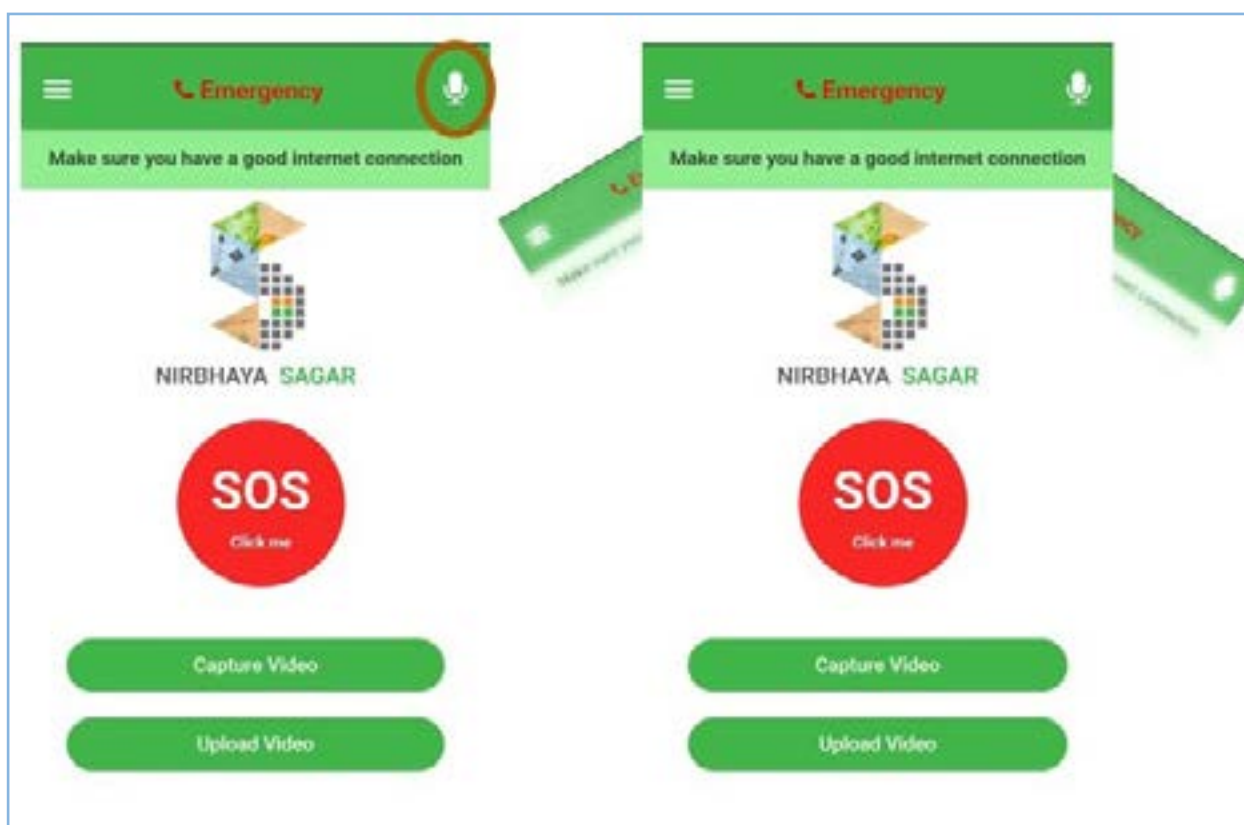 Emergency
Make sure you have a good internet connection
NIRBHAYA SAGAR
SOS
Click me
Capture Video
Upload Video
Emergency
Make sure you have a good internet connection
NIRBHAYA SAGAR
SOS
Click me
Capture Video
Upload Video